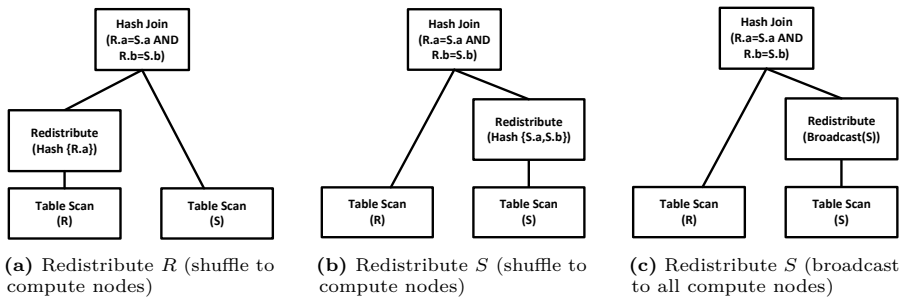 Hash Join
(R.a=S.a AND
R.b=S.b)
Redistribute
(Hash {R.a})
Table Scan
(R)
Table Scan
(S)
(a) Redistribute R (shuffle to
compute nodes)
Hash Join
(R.a=S.a AND
R.b=S.b)
Redistribute
(Hash {S.a,S.b})
Table Scan
(R)
Table Scan
(S)
(b) Redistribute S (shuffle to
compute nodes)
Hash Join
(R.a=S.a AND
R.b=S.b)
Redistribute
(Broadcast(S))
Table Scan
(R)
Table Scan
(S)
(c) Redistribute S (broadcast
to all compute nodes)